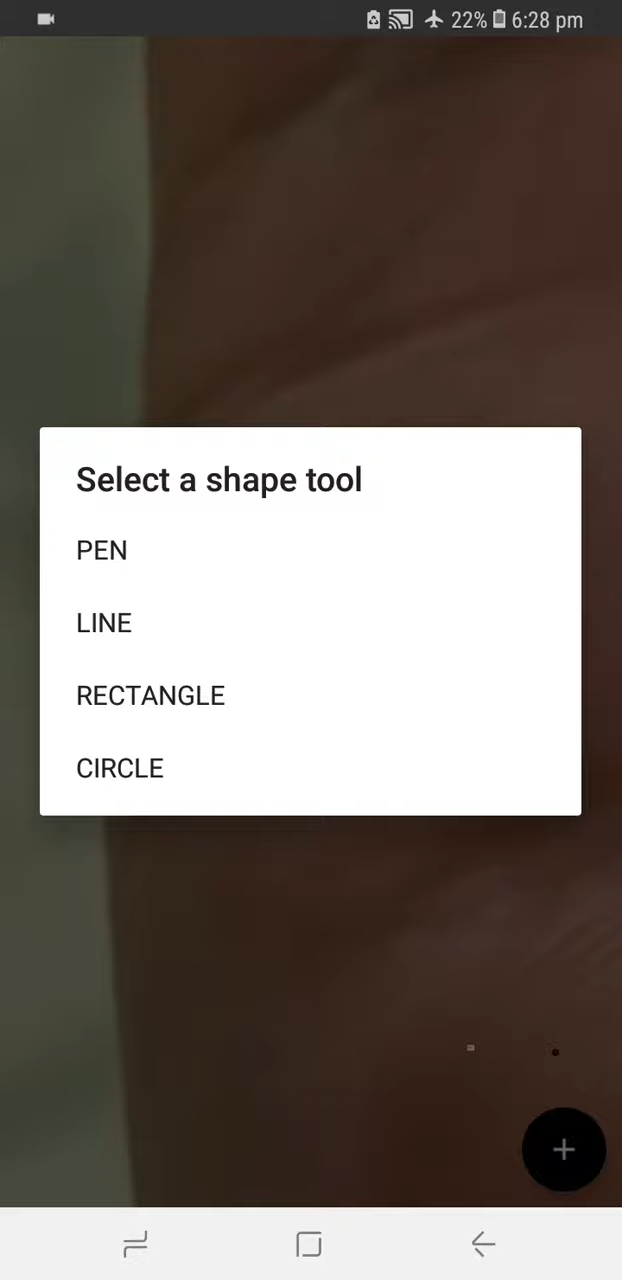 22% 6:28 pm
Select a shape tool
PEN
LINE
RECTANGLE
CIRCLE